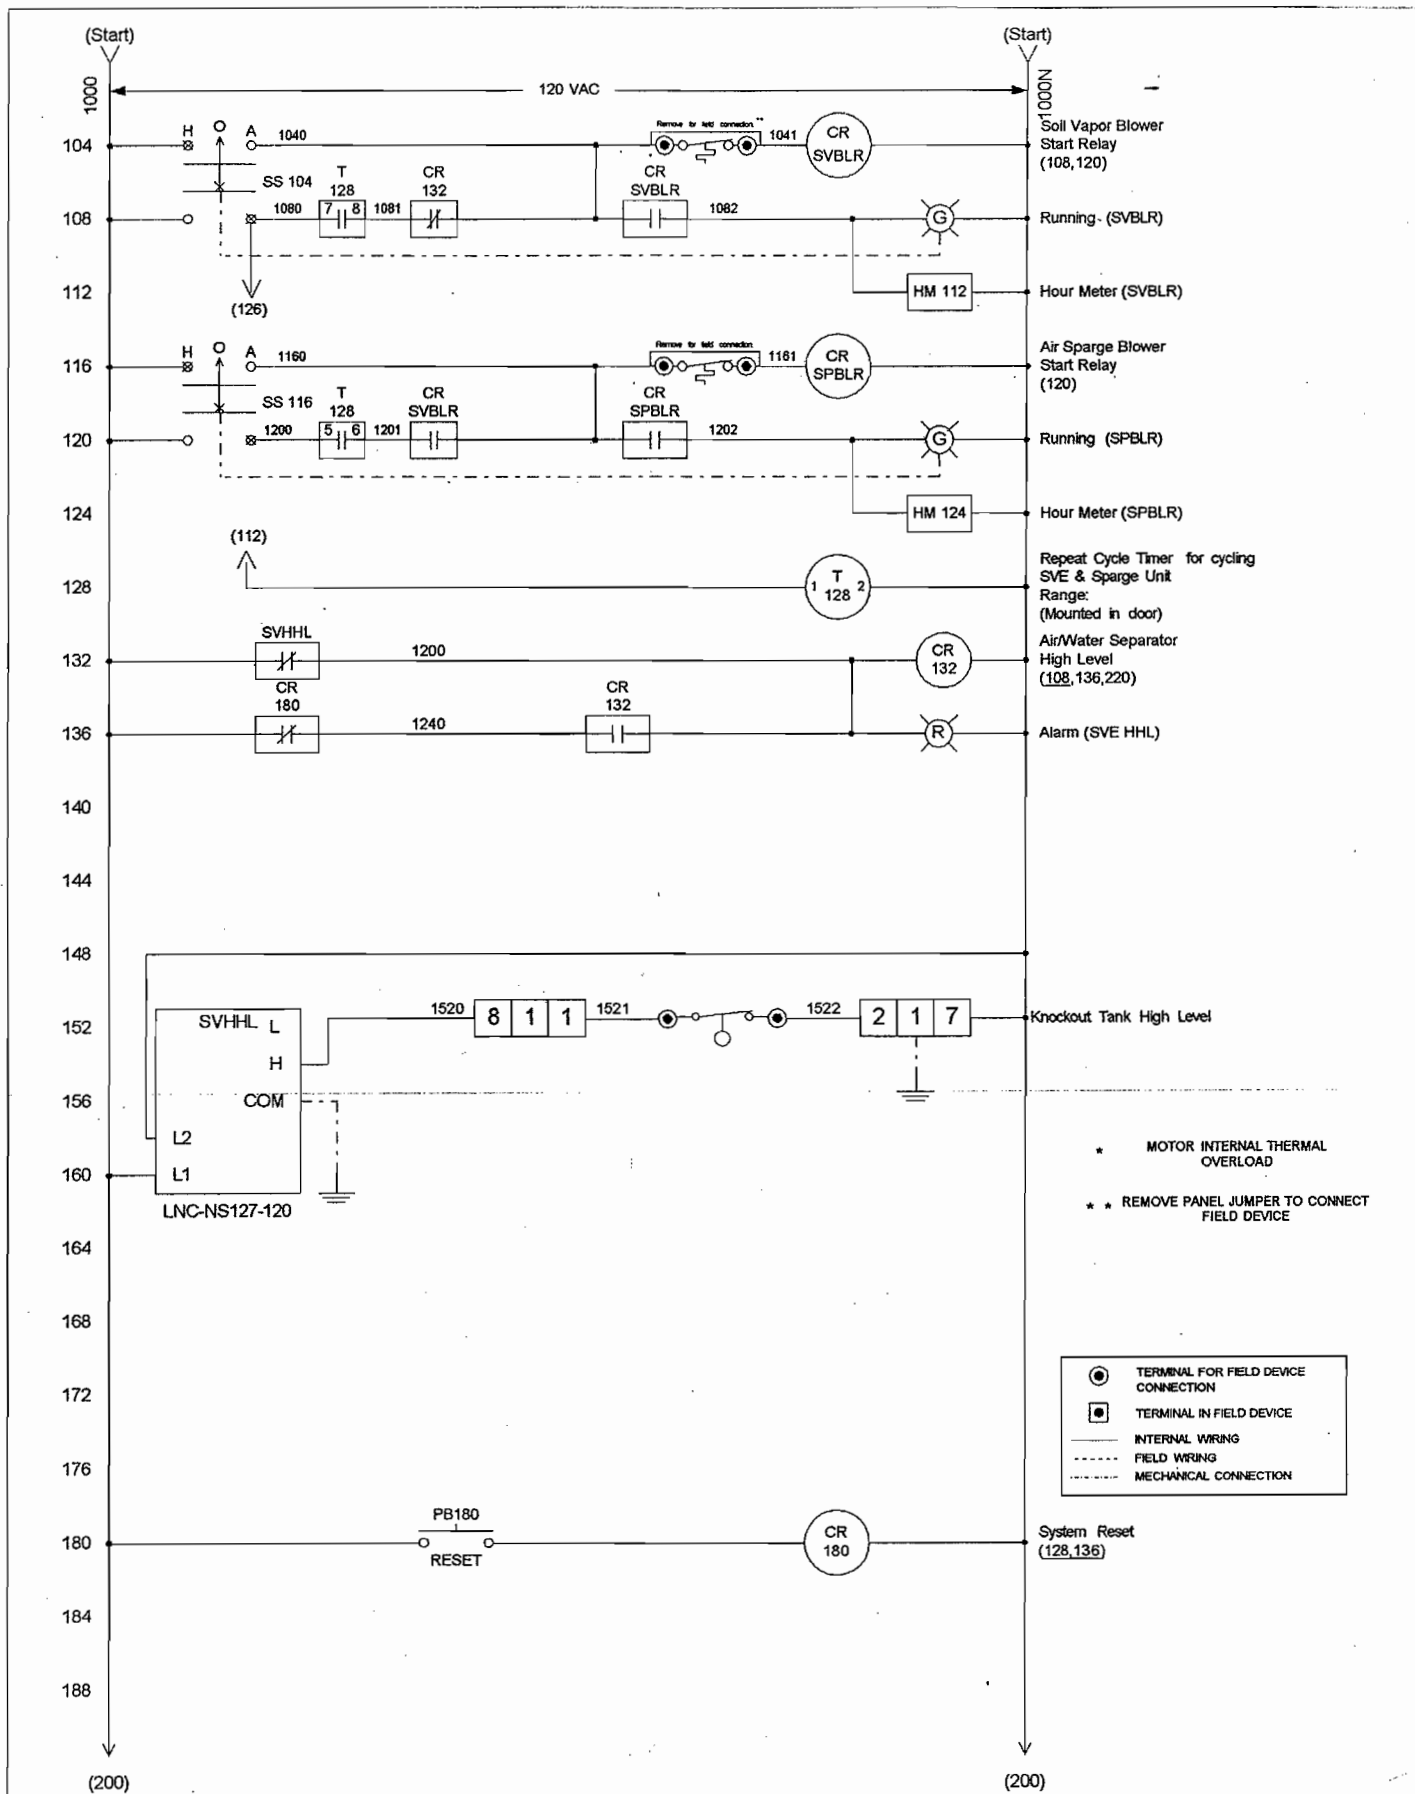 (Start) (Start)
1000 120 VAC 1000N
104 H O A 1040 Remove for field connection ** 1041 CR SVBLR Soil Vapor Blower
Start Relay
(108,120)
SS 104 T 128 CR 132 CR SVBLR
108 1080 7 8 1081 1082 G Running- (SVBLR)
112 HM 112 Hour Meter (SVBLR)
(126)
116 H O A 1160 Remove for field connection 1161 CR SPBLR Air Sparge Blower
Start Relay
(120)
SS 116 T 128 CR SVBLR CR SPBLR
120 1200 5 6 1201 1202 G Running (SPBLR)
124 HM 124 Hour Meter (SPBLR)
(112)
128 1 T 128 2 Repeat Cycle Timer for cycling
SVE & Sparge Unit
Range:
(Mounted in door)
132 SVHHL 1200 CR 132 Air/Water Separator
High Level
(108,136,220)
136 CR 180 1240 CR 132 R Alarm (SVE HHL)
140
144
148
152 SVHHL L 1520 8 1 1 1521 1522 2 1 7 Knockout Tank High Level
H
156 COM
L2
160 L1
LNC-NS127-120
* MOTOR INTERNAL THERMAL
OVERLOAD
* * REMOVE PANEL JUMPER TO CONNECT
FIELD DEVICE
164
168
172
TERMINAL FOR FIELD DEVICE
CONNECTION
TERMINAL IN FIELD DEVICE
INTERNAL WIRING
FIELD WIRING
MECHANICAL CONNECTION
176
180 PB180 RESET CR 180 System Reset
(128,136)
184
188
(200) (200)